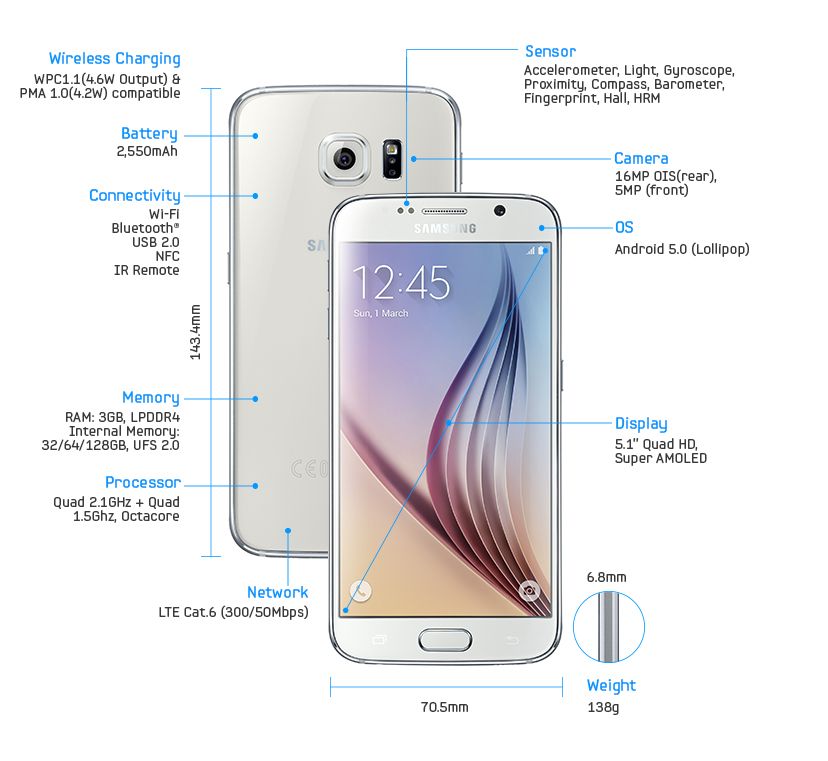 Wireless Charging
WPC1.1(4.6W Output) &
PMA 1.0(4.2W) compatible
Battery
2,550mAh
Connectivity
Wi-Fi
Bluetooth®
USB 2.0
NFC
IR Remote
143.4mm
Memory
RAM: 3GB, LPDDR4
Internal Memory:
32/64/128GB, UFS 2.0
Processor
Quad 2.1GHz + Quad
1.5Ghz, Octacore
Network
LTE Cat.6 (300/50Mbps)
SA
CE0
SAMSUNG
12:45
Sun, 1 March
Sensor
Accelerometer, Light, Gyroscope,
Proximity, Compass, Barometer,
Fingerprint, Hall, HRM
Camera
16MP OIS(rear),
5MP (front)
OS
Android 5.0 (Lollipop)
Display
5.1" Quad HD,
Super AMOLED
6.8mm
Weight
138g
70.5mm